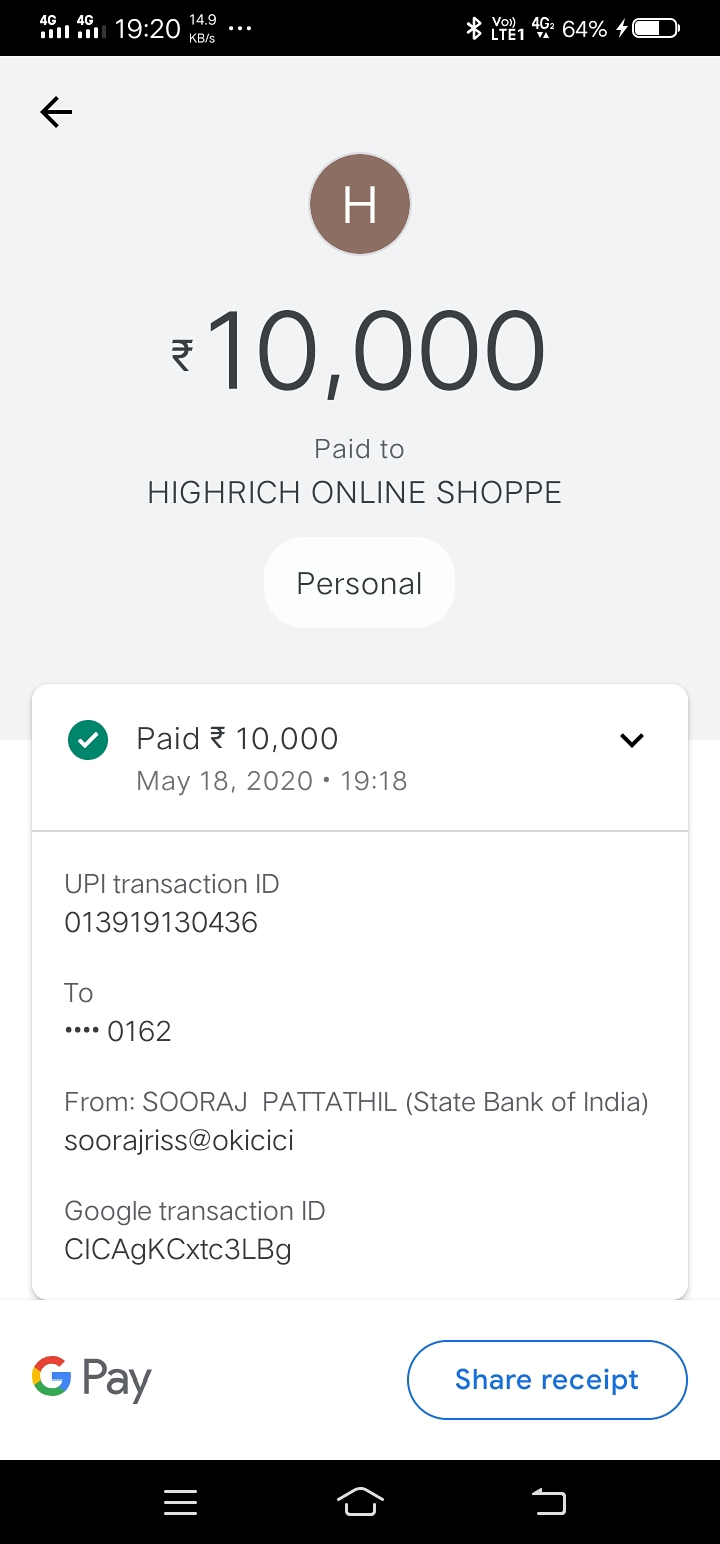 4G 4G 19:20 14.9 KB/s ... Vo)) LTE1 4G2 64%
H
₹10,000
Paid to
HIGHRICH ONLINE SHOPPE
Personal
Paid ₹ 10,000
May 18, 2020 • 19:18
UPI transaction ID
013919130436
To
•••• 0162
From: SOORAJ PATTATHIL (State Bank of India)
soorajriss@okicici
Google transaction ID
CICAgKCxtc3LBg
G Pay
Share receipt